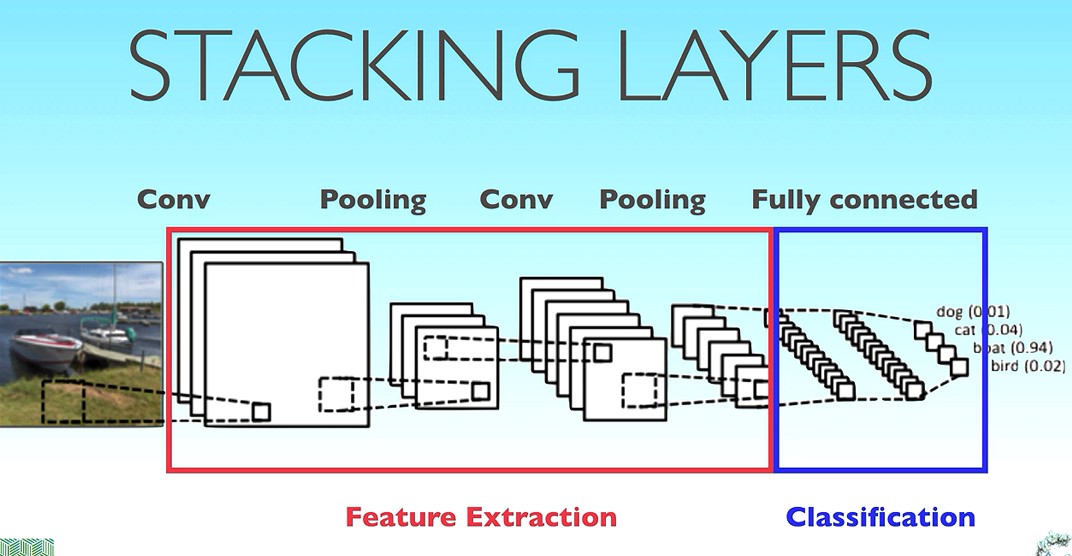 STACKING LAYERS
Conv Pooling Conv Pooling Fully connected
dog (0.01)
cat (0.04)
boat (0.94)
bird (0.02)
Feature Extraction Classification